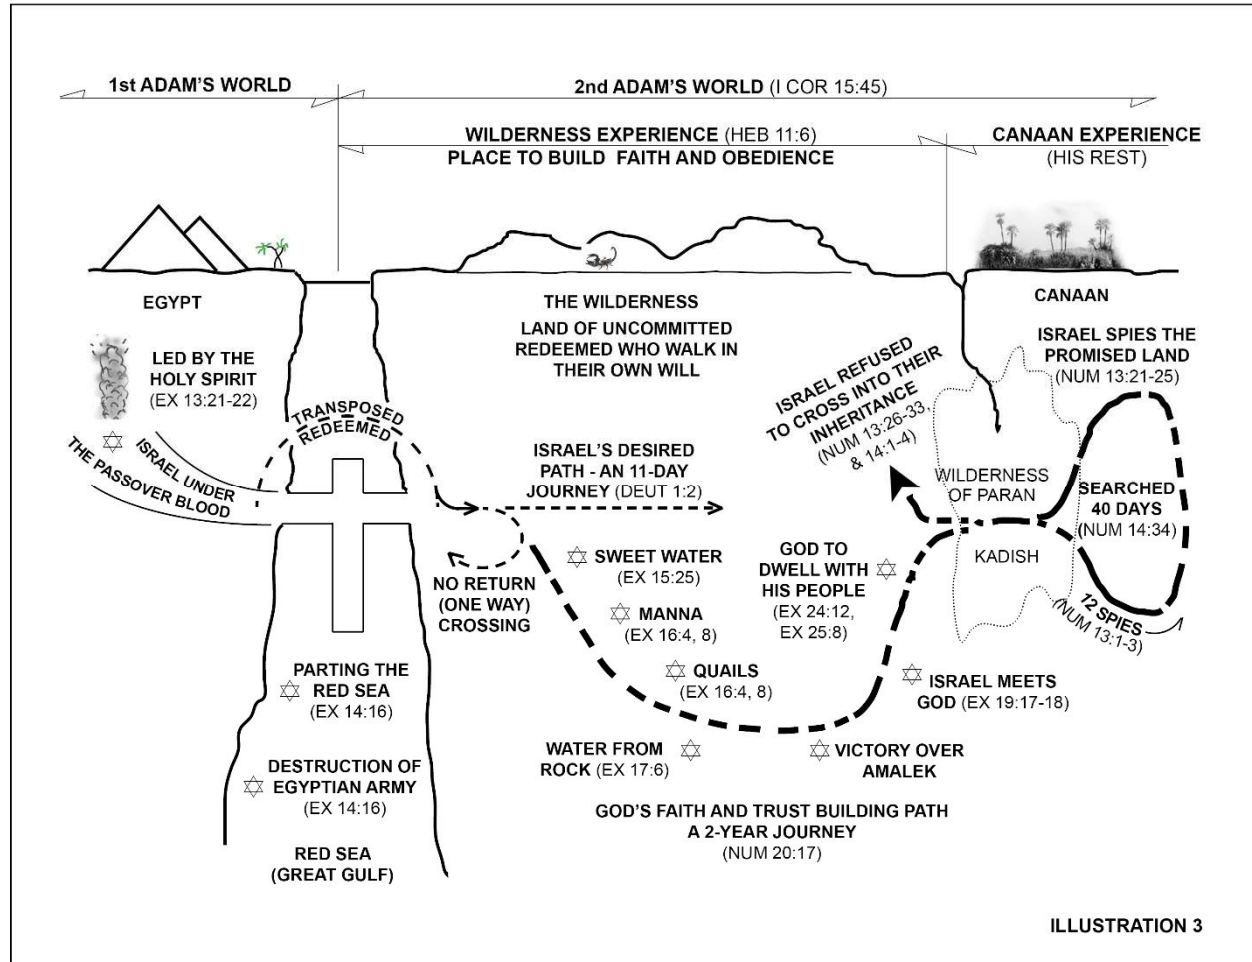 1st ADAM'S WORLD
2nd ADAM'S WORLD (I COR 15:45)
WILDERNESS EXPERIENCE (HEB 11:6)
PLACE TO BUILD FAITH AND OBEDIENCE
CANAAN EXPERIENCE
(HIS REST)
EGYPT
THE WILDERNESS
LAND OF UNCOMMITTED
REDEEMED WHO WALK IN
THEIR OWN WILL
CANAAN
LED BY THE
HOLY SPIRIT
(EX 13:21-22)
ISRAEL UNDER
THE PASSOVER BLOOD
TRANSPOSED
REDEEMED
ISRAEL'S DESIRED
PATH - AN 11-DAY
JOURNEY (DEUT 1:2)
NO RETURN
(ONE WAY)
CROSSING
ISRAEL REFUSED
TO CROSS INTO THEIR
INHERITANCE
(NUM 13:26-33,
& 14:1-4)
ISRAEL SPIES THE
PROMISED LAND
(NUM 13:21-25)
WILDERNESS
OF PARAN
KADISH
SEARCHED
40 DAYS
(NUM 14:34)
12 SPIES
(NUM 13:1-3)
SWEET WATER
(EX 15:25)
MANNA
(EX 16:4, 8)
QUAILS
(EX 16:4, 8)
WATER FROM
ROCK (EX 17:6)
VICTORY OVER
AMALEK
GOD TO
DWELL WITH
HIS PEOPLE
(EX 24:12,
EX 25:8)
ISRAEL MEETS
GOD (EX 19:17-18)
GOD'S FAITH AND TRUST BUILDING PATH
A 2-YEAR JOURNEY
(NUM 20:17)
PARTING THE
RED SEA
(EX 14:16)
DESTRUCTION OF
EGYPTIAN ARMY
(EX 14:16)
RED SEA
(GREAT GULF)
ILLUSTRATION 3